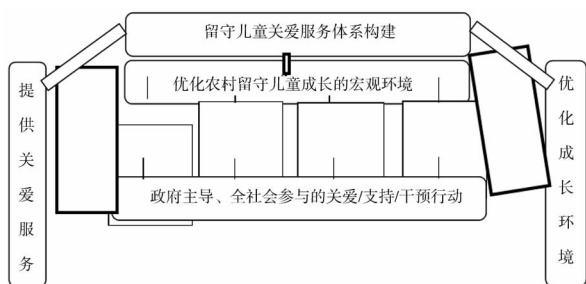 留守儿童关爱服务体系构建
优化农村留守儿童成长的宏观环境
提供关爱服务
优化成长环境
政府主导、全社会参与的关爱/支持/干预行动